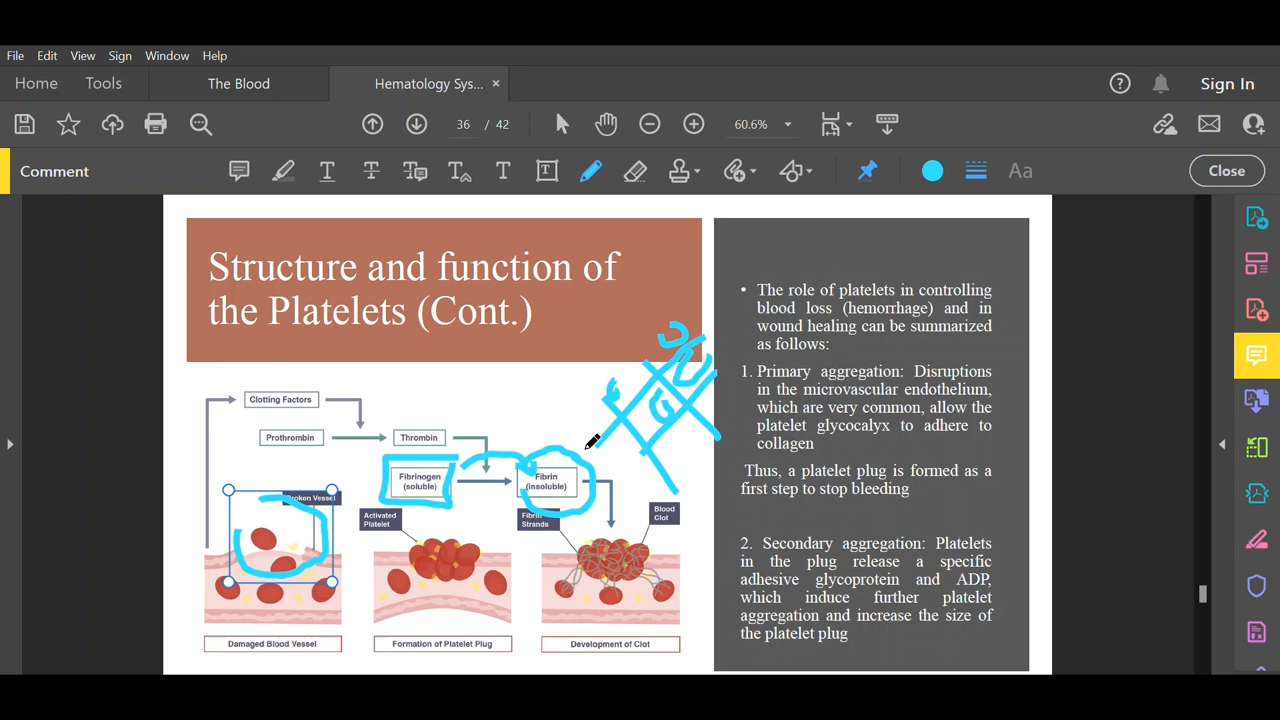 File Edit View Sign Window Help
Home Tools The Blood Hematology Sys... × Sign In
36 / 42 60.6%
Comment Aa Close
Structure and function of
the Platelets (Cont.)
Clotting Factors
Prothrombin Thrombin
Fibrinogen
(soluble)
Fibrin
(insoluble)
Broken Vessel
Activated
Platelet
Fibrin
Strands
Blood
Clot
Damaged Blood Vessel
Formation of Platelet Plug
Development of Clot
• The role of platelets in controlling
blood loss (hemorrhage) and in
wound healing can be summarized
as follows:
1. Primary aggregation: Disruptions
in the microvascular endothelium,
which are very common, allow the
platelet glycocalyx to adhere to
collagen
Thus, a platelet plug is formed as a
first step to stop bleeding
2. Secondary aggregation: Platelets
in the plug release a specific
adhesive glycoprotein and ADP,
which induce further platelet
aggregation and increase the size of
the platelet plug